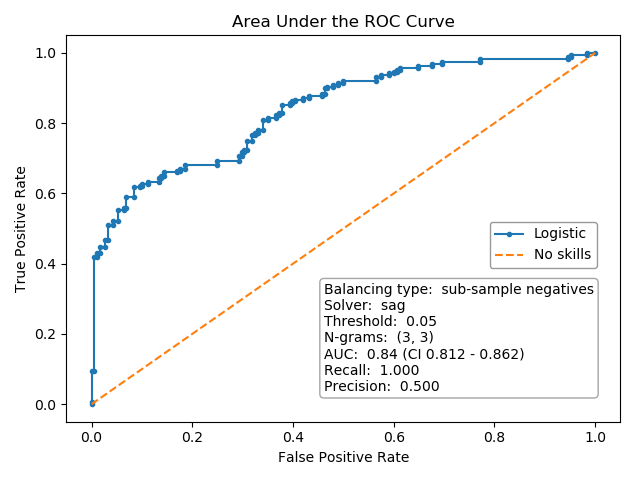 Area Under the ROC Curve
True Positive Rate
1.0
0.8
0.6
0.4
0.2
0.0
Logistic
No skills
Balancing type:  sub-sample negatives
Solver:  sag
Threshold:  0.05
N-grams:  (3, 3)
AUC:  0.84 (CI 0.812 - 0.862)
Recall:  1.000
Precision:  0.500
0.0 0.2 0.4 0.6 0.8 1.0
False Positive Rate